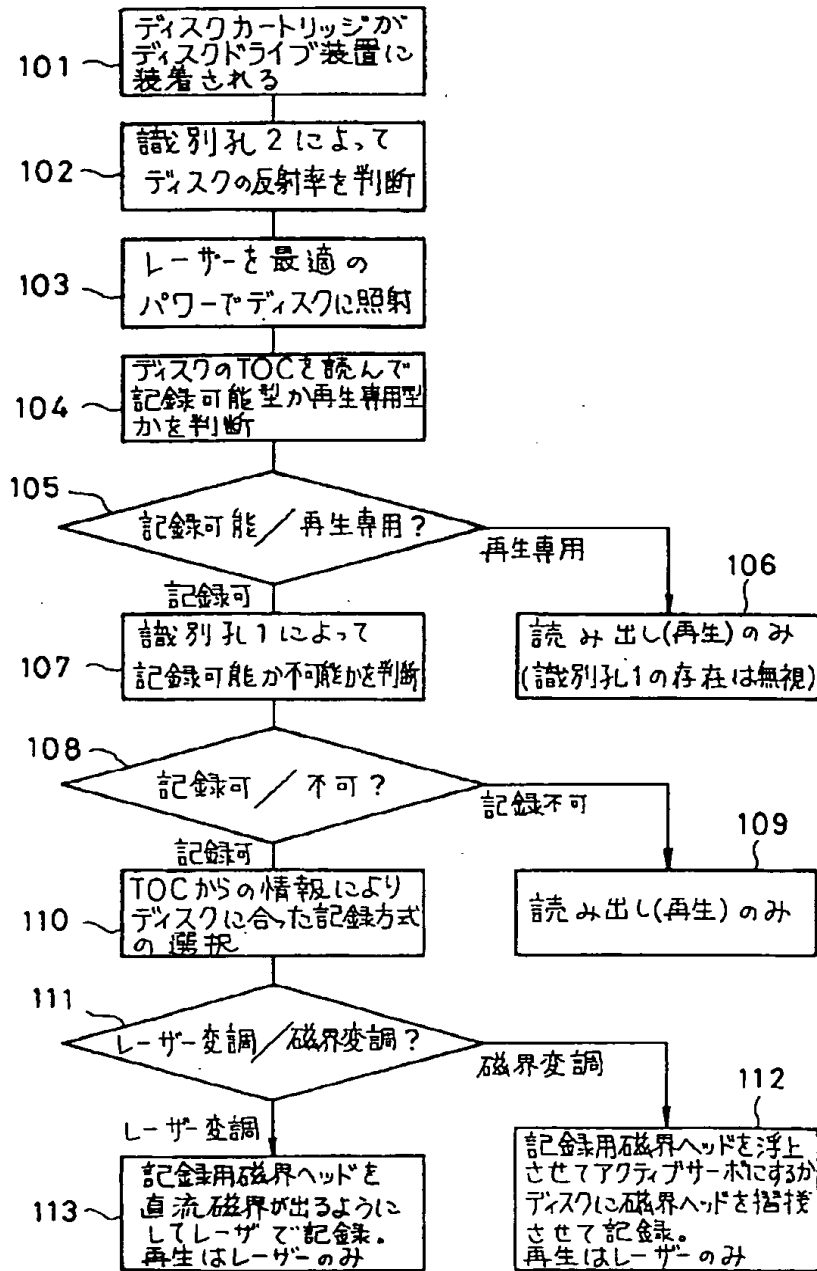 101
ディスクカートリッジが
ディスクドライブ装置に
装着される
102
識別孔2によって
ディスクの反射率を判断
103
レーザーを最適の
パワーでディスクに照射
104
ディスクのTOCを読んで
記録可能型か再生専用型
かを判断
105
記録可能/再生専用?
再生専用
記録可
106
読み出し(再生)のみ
(識別孔1の存在は無視)
107
識別孔1によって
記録可能か不可能かを判断
108
記録可/不可?
記録不可
記録可
109
読み出し(再生)のみ
110
TOCからの情報により
ディスクに合った記録方式
の選択
111
レーザー変調/磁界変調?
磁界変調
レーザー変調
112
記録用磁界ヘッドを浮上
させてアクティブサーボにするか
ディスクに磁界ヘッドを摺接
させて記録。
再生はレーザーのみ
113
記録用磁界ヘッドを
直流磁界が出るように
してレーザで記録。
再生はレーザーのみ